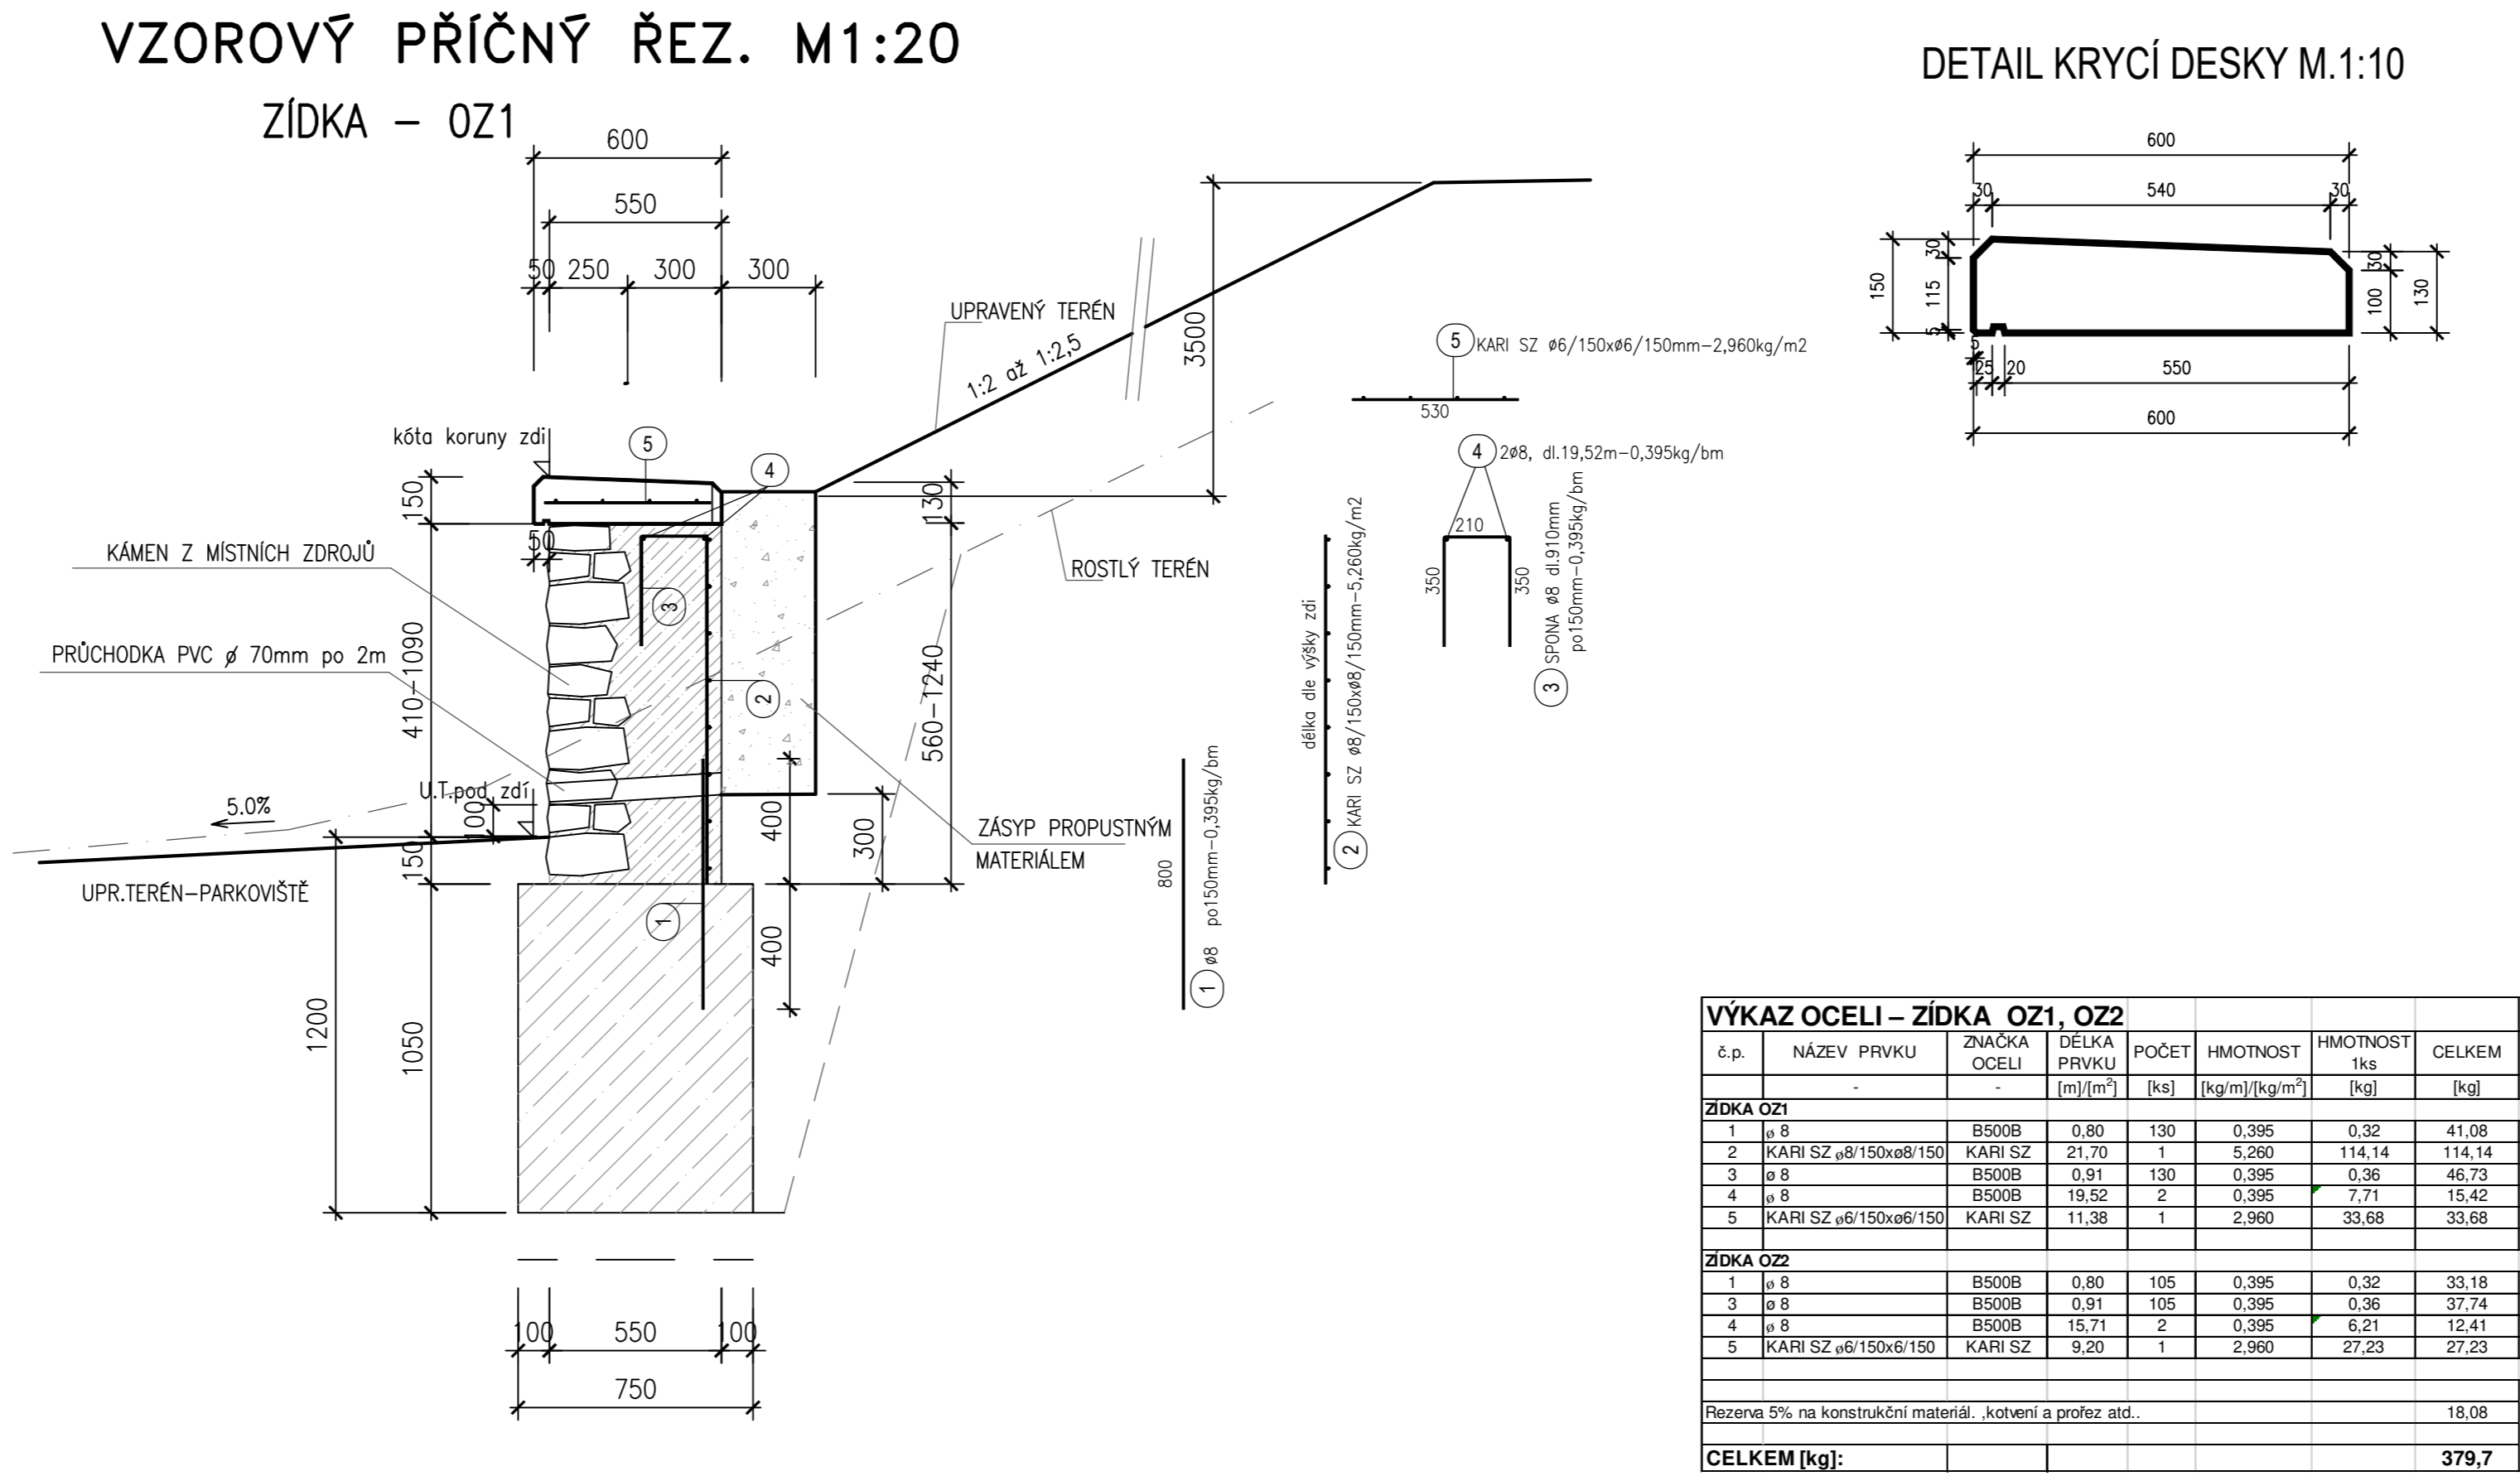 VZOROVÝ PŘÍČNÝ ŘEZ. M1:20
ZÍDKA – OZ1
600
550
50 250 300 300
UPRAVENÝ TERÉN
1:2 až 1:2,5
3500
kóta koruny zdi
5
4
150
130
50
KÁMEN Z MÍSTNÍCH ZDROJŮ
ROSTLÝ TERÉN
3
PRŮCHODKA PVC ø 70mm po 2m
410–1090
2
560–1240
U.T.pod zdí
100
5.0%
400
300
ZÁSYP PROPUSTNÝM
MATERIÁLEM
150
UPR.TERÉN–PARKOVIŠTĚ
1
400
1200
1050
100 550 100
750
5 KARI SZ ø6/150xø6/150mm–2,960kg/m2
530
4 2ø8, dl.19,52m–0,395kg/bm
210
350
350
3 SPONA ø8 dl.910mm
po150mm–0,395kg/bm
délka dle výšky zdi
2 KARI SZ ø8/150xø8/150mm–5,260kg/m2
800
1 ø8 po150mm–0,395kg/bm
DETAIL KRYCÍ DESKY M.1:10
600
30 540 30
150
30
115
5
30
100
130
5
25 20 550
600
VÝKAZ OCELI – ZÍDKA OZ1, OZ2
č.p. NÁZEV PRVKU ZNAČKA OCELI DÉLKA PRVKU POČET HMOTNOST HMOTNOST 1ks CELKEM
- - [m]/[m²] [ks] [kg/m]/[kg/m²] [kg] [kg]
ZÍDKA OZ1
1 ø 8 B500B 0,80 130 0,395 0,32 41,08
2 KARI SZ ø8/150xø8/150 KARI SZ 21,70 1 5,260 114,14 114,14
3 ø 8 B500B 0,91 130 0,395 0,36 46,73
4 ø 8 B500B 19,52 2 0,395 7,71 15,42
5 KARI SZ ø6/150xø6/150 KARI SZ 11,38 1 2,960 33,68 33,68
ZÍDKA OZ2
1 ø 8 B500B 0,80 105 0,395 0,32 33,18
3 ø 8 B500B 0,91 105 0,395 0,36 37,74
4 ø 8 B500B 15,71 2 0,395 6,21 12,41
5 KARI SZ ø6/150x6/150 KARI SZ 9,20 1 2,960 27,23 27,23
Rezerva 5% na konstrukční materiál. ,kotvení a prořez atd.. 18,08
CELKEM [kg]: 379,7